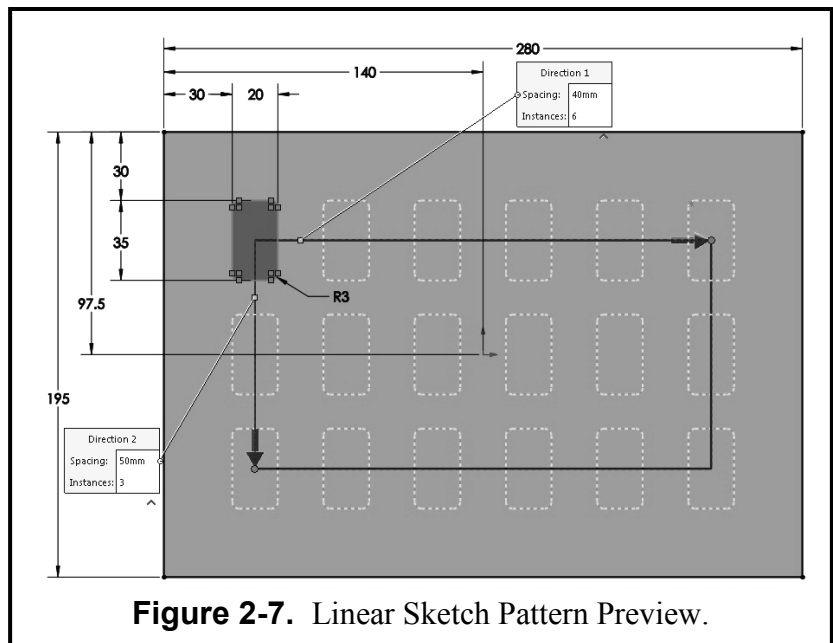 280
140
30
20
Direction 1
Spacing: 40mm
Instances: 6
30
35
R3
97.5
195
Direction 2
Spacing: 50mm
Instances: 3
Figure 2-7. Linear Sketch Pattern Preview.